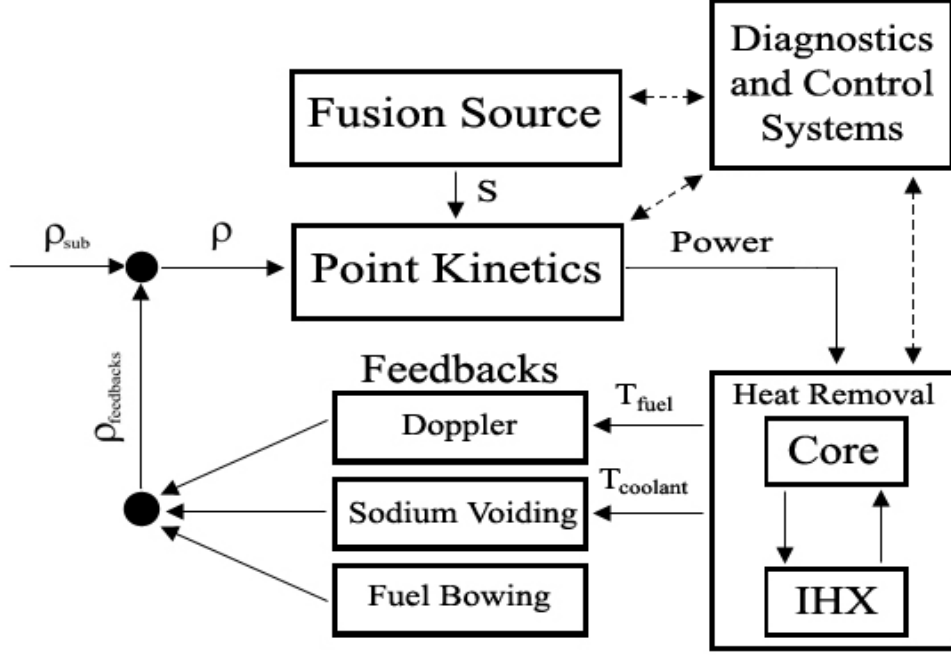 Diagnostics
and Control
Systems
Fusion Source
S
ρsub
ρ
Point Kinetics
Power
ρfeedbacks
Feedbacks
Doppler
Tfuel
Heat Removal
Core
Sodium Voiding
Tcoolant
Fuel Bowing
IHX